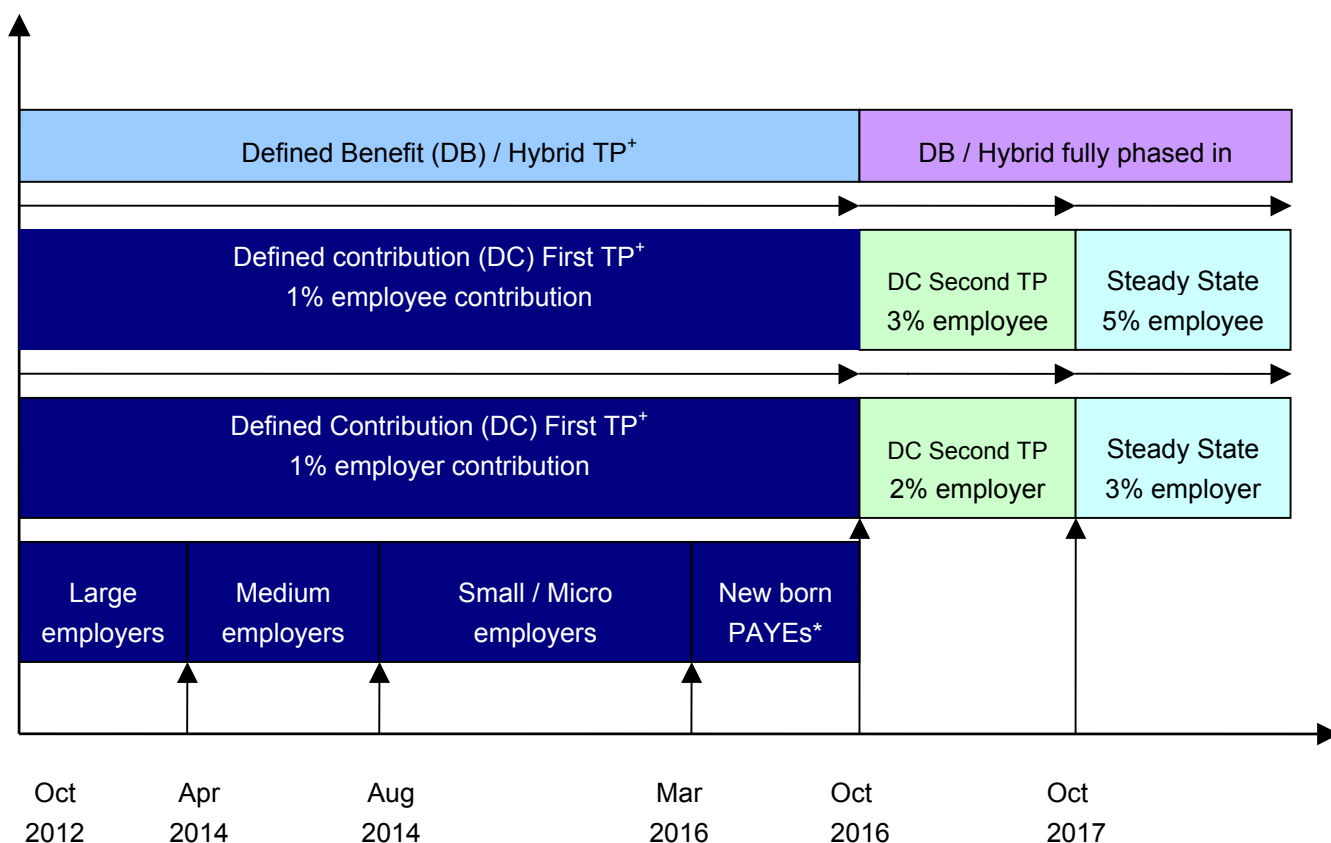 Defined Benefit (DB) / Hybrid TP+
DB / Hybrid fully phased in
Defined contribution (DC) First TP+
1% employee contribution
DC Second TP
3% employee
Steady State
5% employee
Defined Contribution (DC) First TP+
1% employer contribution
DC Second TP
2% employer
Steady State
3% employer
Large
employers
Medium
employers
Small / Micro
employers
New born
PAYEs*
Oct
2012
Apr
2014
Aug
2014
Mar
2016
Oct
2016
Oct
2017